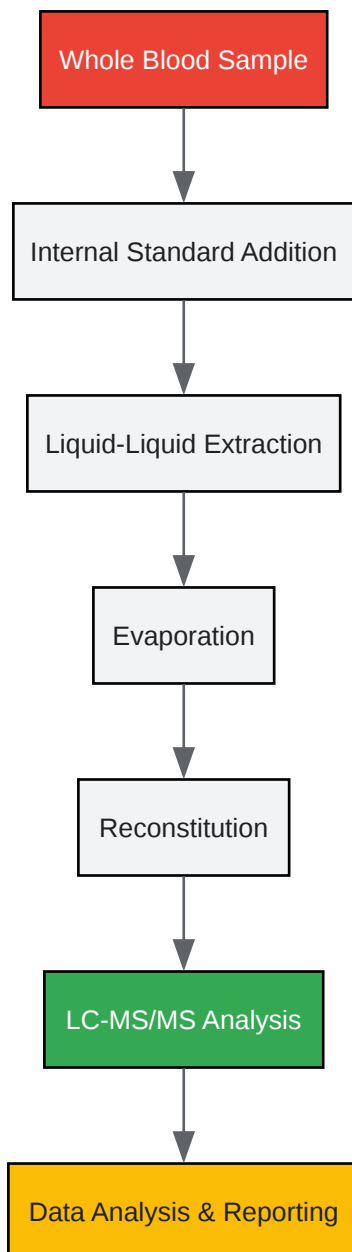 Whole Blood Sample
Internal Standard Addition
Liquid-Liquid Extraction
Evaporation
Reconstitution
LC-MS/MS Analysis
Data Analysis & Reporting